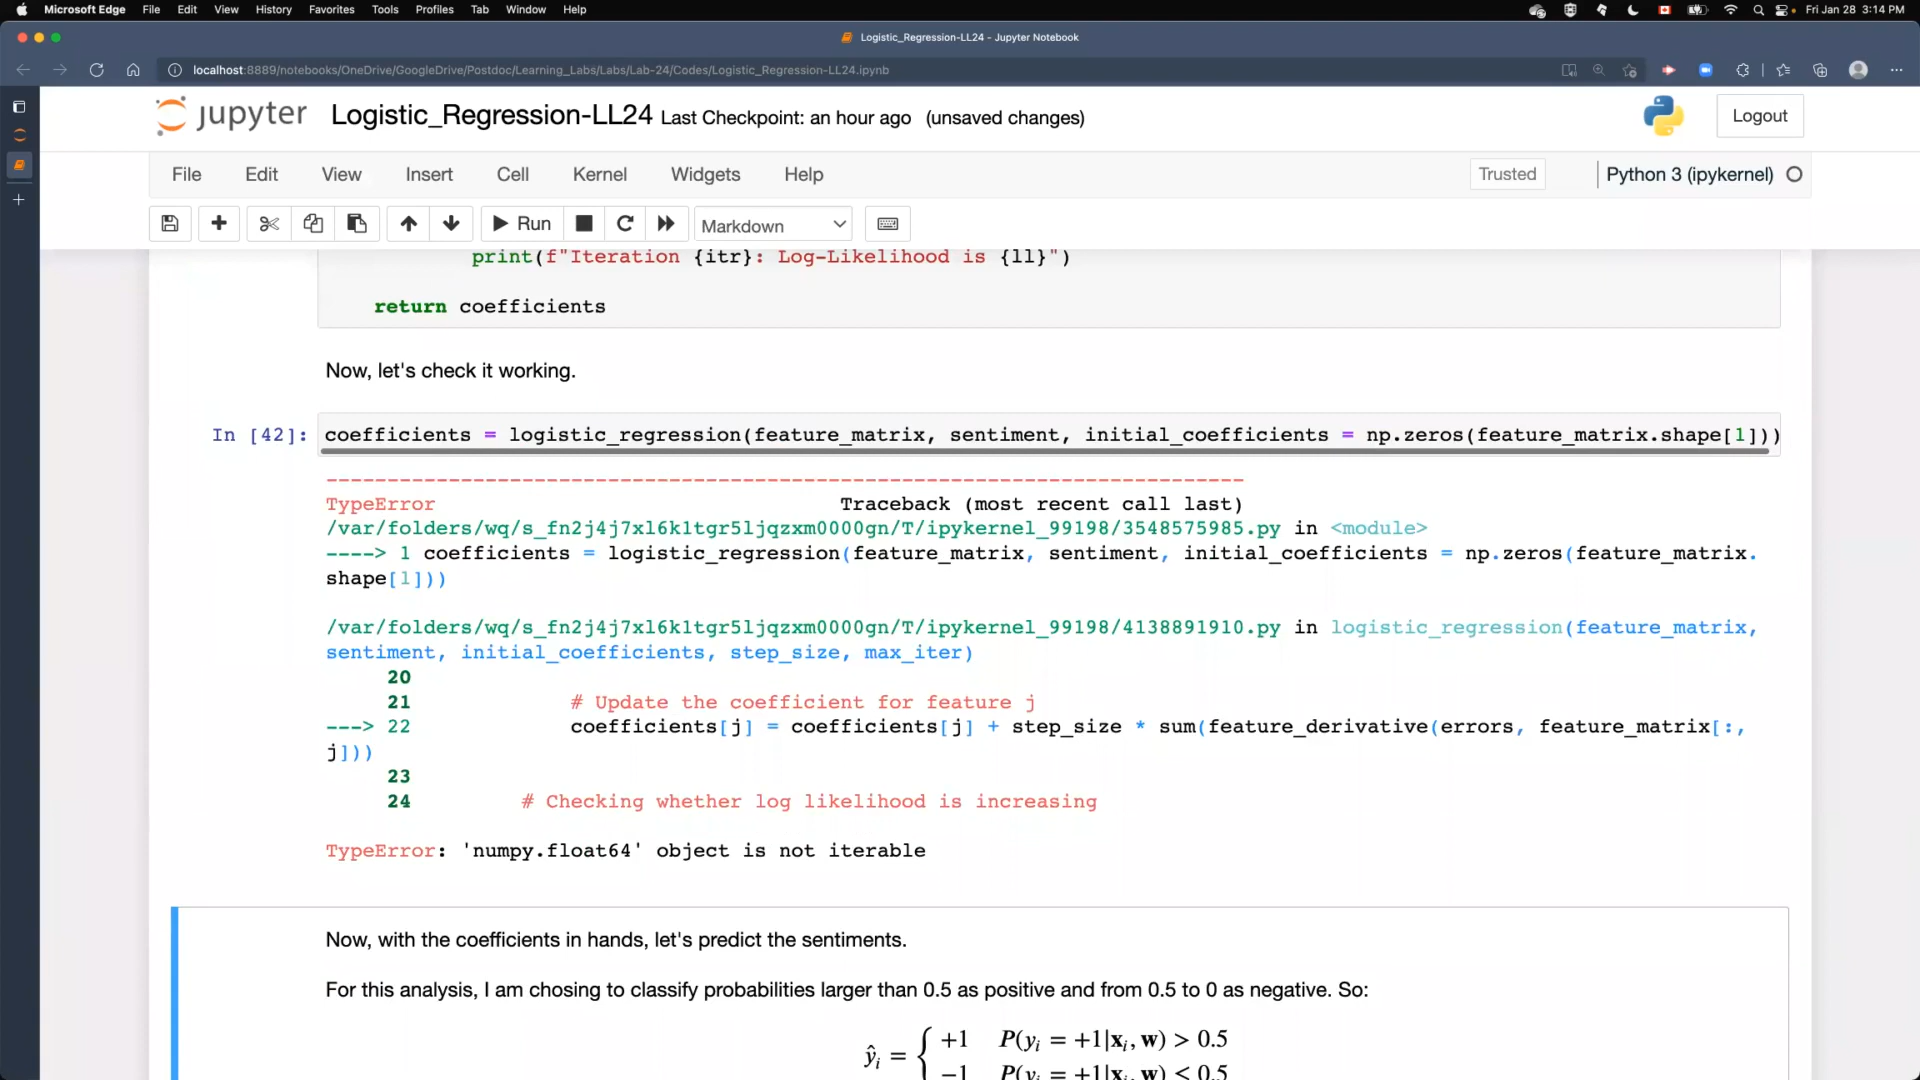 Microsoft Edge File Edit View History Favorites Tools Profiles Tab Window Help Fri Jan 28 3:14 PM
Logistic_Regression-LL24 - Jupyter Notebook
localhost:8889/notebooks/OneDrive/GoogleDrive/Postdoc/Learning_Labs/Labs/Lab-24/Codes/Logistic_Regression-LL24.ipynb
jupyter Logistic_Regression-LL24 Last Checkpoint: an hour ago (unsaved changes) Logout
File Edit View Insert Cell Kernel Widgets Help Trusted Python 3 (ipykernel)
Run Markdown
print(f"Iteration {itr}: Log-Likelihood is {ll}")
return coefficients
Now, let's check it working.
In [42]: coefficients = logistic_regression(feature_matrix, sentiment, initial_coefficients = np.zeros(feature_matrix.shape[1]))
---------------------------------------------------------------------------
TypeError Traceback (most recent call last)
/var/folders/wq/s_fn2j4j7xl6k1tgr5ljqzxm0000gn/T/ipykernel_99198/3548575985.py in <module>
----> 1 coefficients = logistic_regression(feature_matrix, sentiment, initial_coefficients = np.zeros(feature_matrix.
shape[1]))
/var/folders/wq/s_fn2j4j7xl6k1tgr5ljqzxm0000gn/T/ipykernel_99198/4138891910.py in logistic_regression(feature_matrix,
sentiment, initial_coefficients, step_size, max_iter)
20
21 # Update the coefficient for feature j
---> 22 coefficients[j] = coefficients[j] + step_size * sum(feature_derivative(errors, feature_matrix[:,
j]))
23
24 # Checking whether log likelihood is increasing
TypeError: 'numpy.float64' object is not iterable
Now, with the coefficients in hands, let's predict the sentiments.
For this analysis, I am chosing to classify probabilities larger than 0.5 as positive and from 0.5 to 0 as negative. So:
ŷᵢ = { +1 P(yᵢ = +1|xᵢ, w) > 0.5
−1 P(yᵢ = +1|xᵢ, w) < 0.5